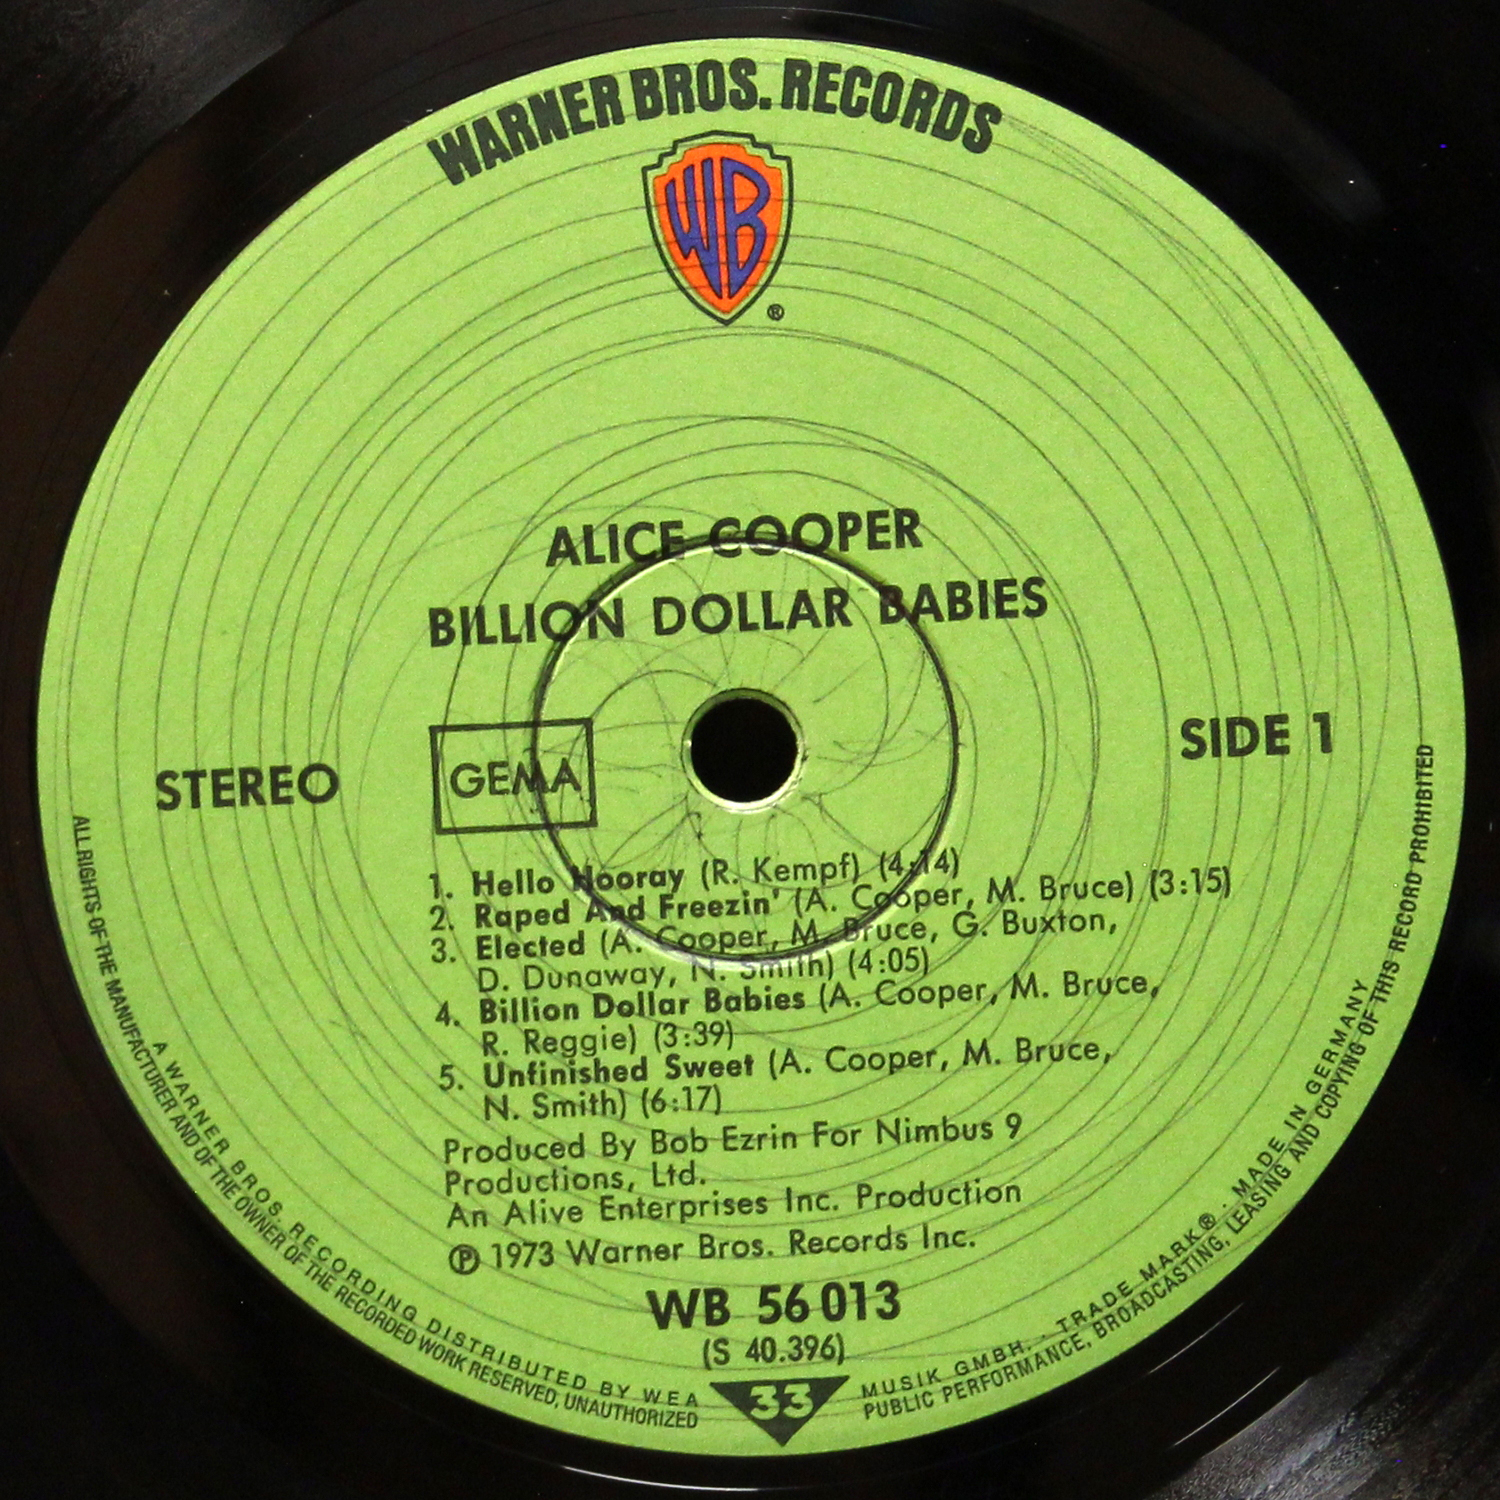 WARNER BROS. RECORDS
WB
®
ALICE COOPER
BILLION DOLLAR BABIES
STEREO
GEMA
SIDE 1
1. Hello Hooray (R. Kempf) (4:14)
2. Raped And Freezin' (A. Cooper, M. Bruce) (3:15)
3. Elected (A. Cooper, M. Bruce, G. Buxton,
D. Dunaway, N. Smith) (4:05)
4. Billion Dollar Babies (A. Cooper, M. Bruce,
R. Reggie) (3:39)
5. Unfinished Sweet (A. Cooper, M. Bruce,
N. Smith) (6:17)
Produced By Bob Ezrin For Nimbus 9
Productions, Ltd.
An Alive Enterprises Inc. Production
℗ 1973 Warner Bros. Records Inc.
WB 56 013
(S 40.396)
33
A WARNER BROS. RECORDING DISTRIBUTED BY WEA MUSIK GMBH. · TRADE MARK ® · MADE IN GERMANY
ALL RIGHTS OF THE MANUFACTURER AND OF THE OWNER OF THE RECORDED WORK RESERVED, UNAUTHORIZED PUBLIC PERFORMANCE, BROADCASTING, LEASING AND COPYING OF THIS RECORD PROHIBITED